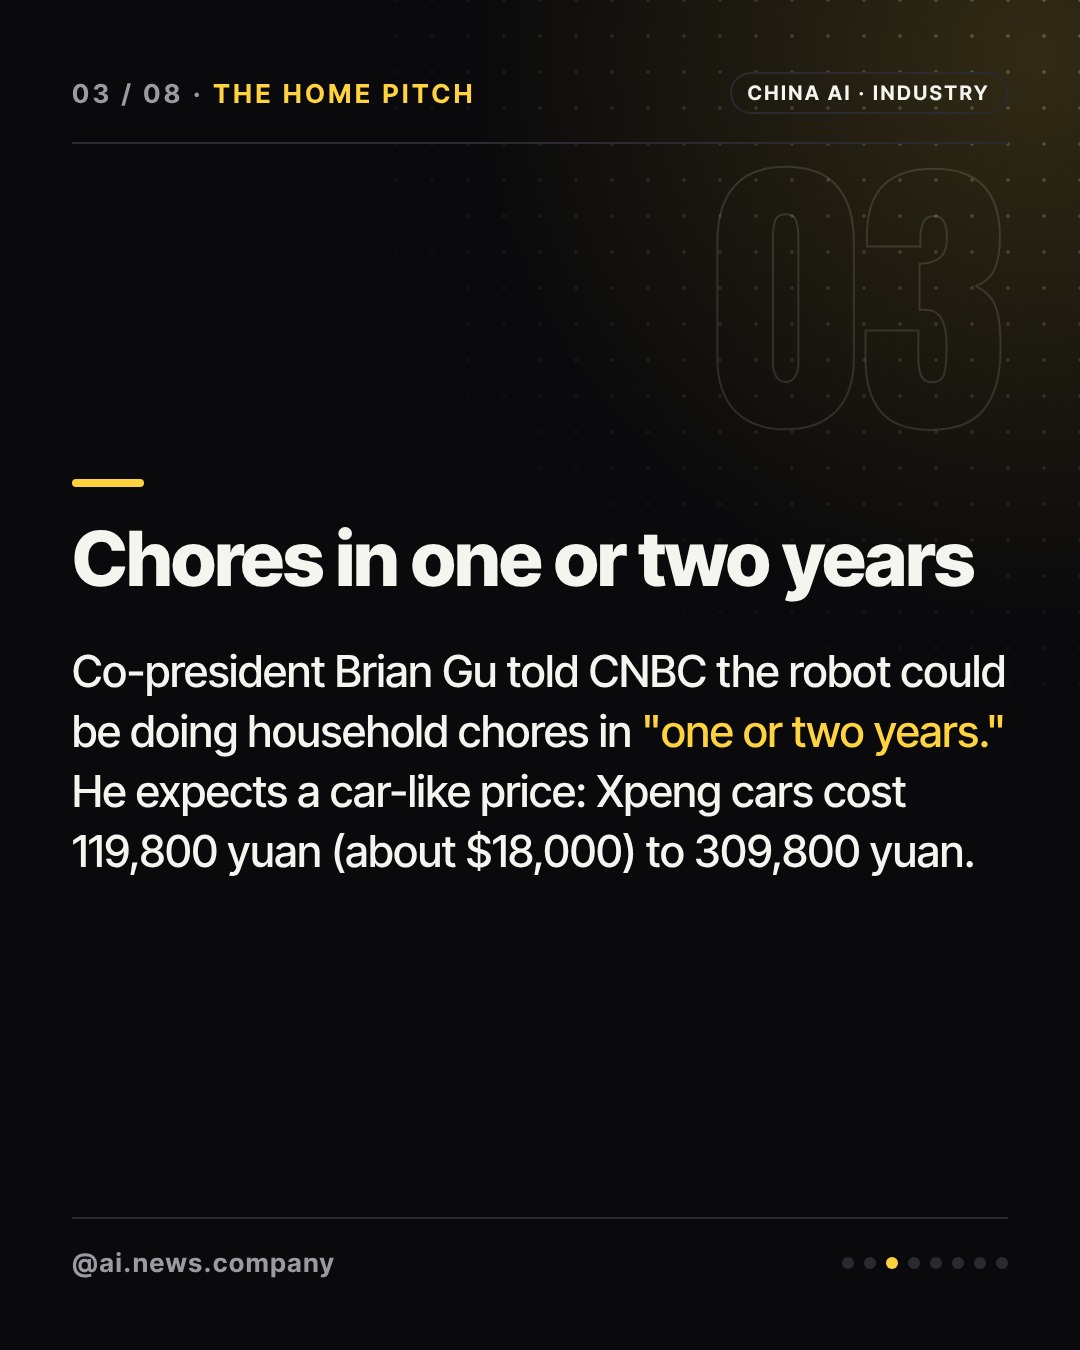 03 / 08 · THE HOME PITCH
CHINA AI · INDUSTRY
03
Chores in one or two years
Co-president Brian Gu told CNBC the robot could
be doing household chores in "one or two years."
He expects a car-like price: Xpeng cars cost
119,800 yuan (about $18,000) to 309,800 yuan.
@ai.news.company